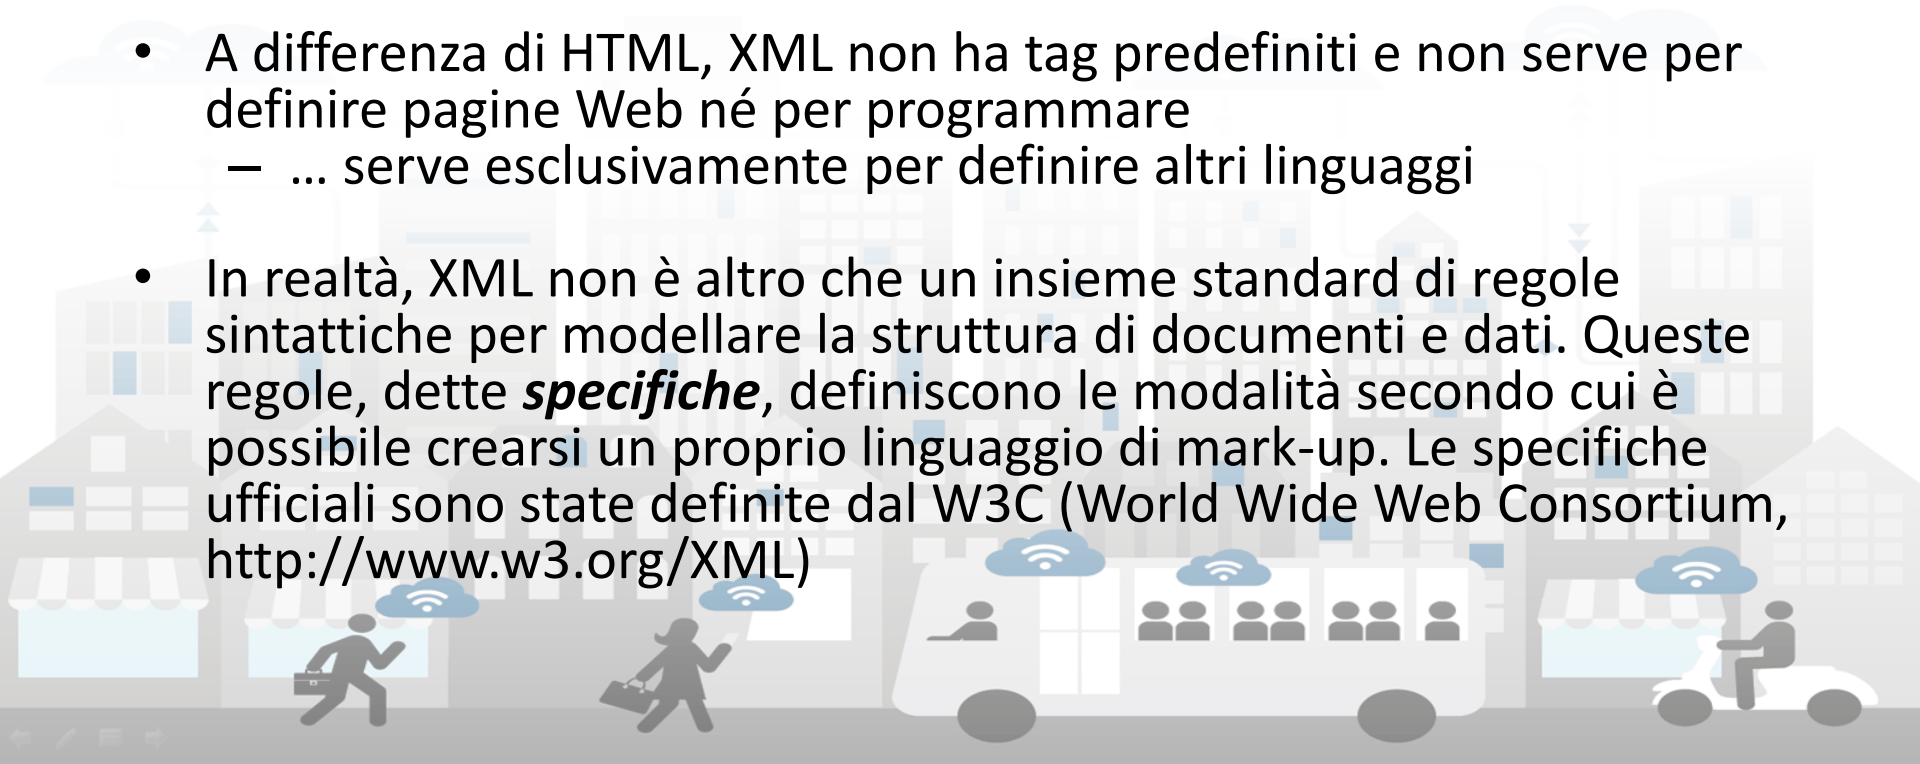 • A differenza di HTML, XML non ha tag predefiniti e non serve per
definire pagine Web né per programmare
– … serve esclusivamente per definire altri linguaggi
• In realtà, XML non è altro che un insieme standard di regole
sintattiche per modellare la struttura di documenti e dati. Queste
regole, dette specifiche, definiscono le modalità secondo cui è
possibile crearsi un proprio linguaggio di mark-up. Le specifiche
ufficiali sono state definite dal W3C (World Wide Web Consortium,
http://www.w3.org/XML)